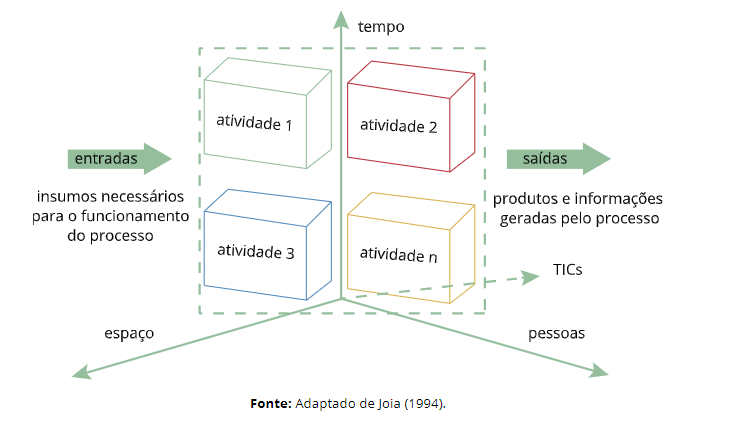 tempo
atividade 1
atividade 2
entradas
saídas
insumos necessários
para o funcionamento
do processo
produtos e informações
geradas pelo processo
atividade 3
atividade n
TICs
espaço
pessoas
Fonte: Adaptado de Joia (1994).